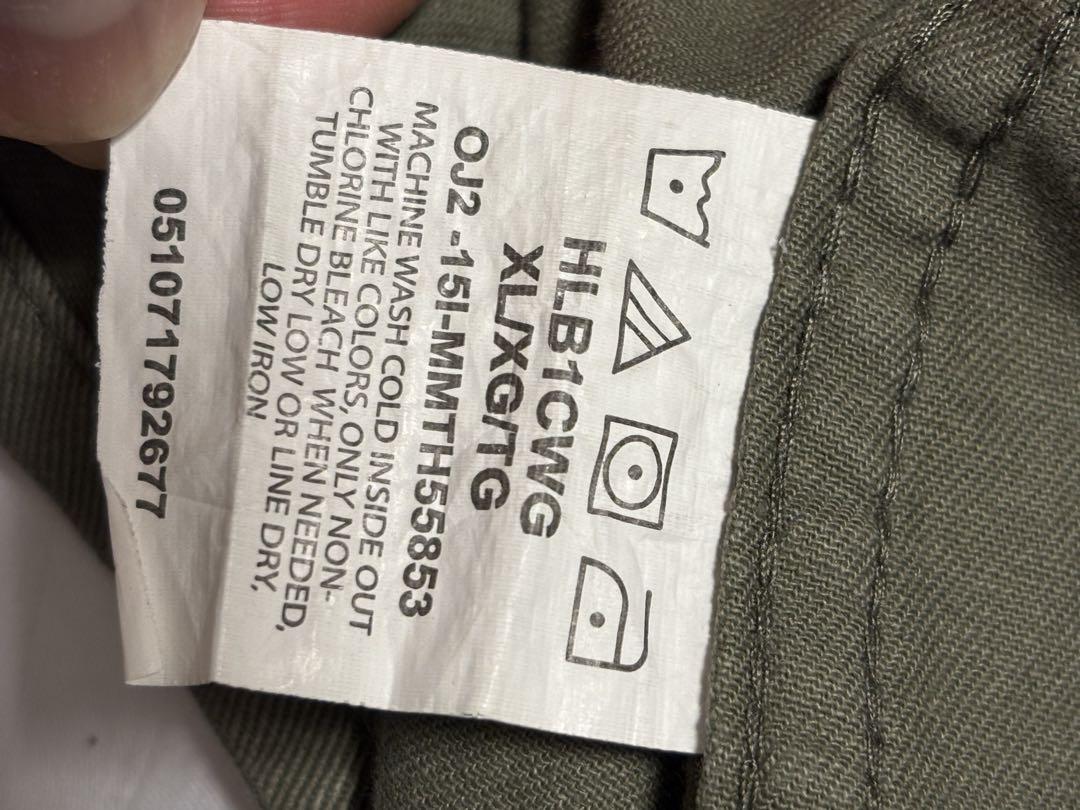 HLB1CWG
XL/XG/TG
OJ2 -15I-MMTH55853
MACHINE WASH COLD INSIDE OUT
WITH LIKE COLORS, ONLY NON-
CHLORINE BLEACH WHEN NEEDED,
TUMBLE DRY LOW OR LINE DRY,
LOW IRON
051071792677